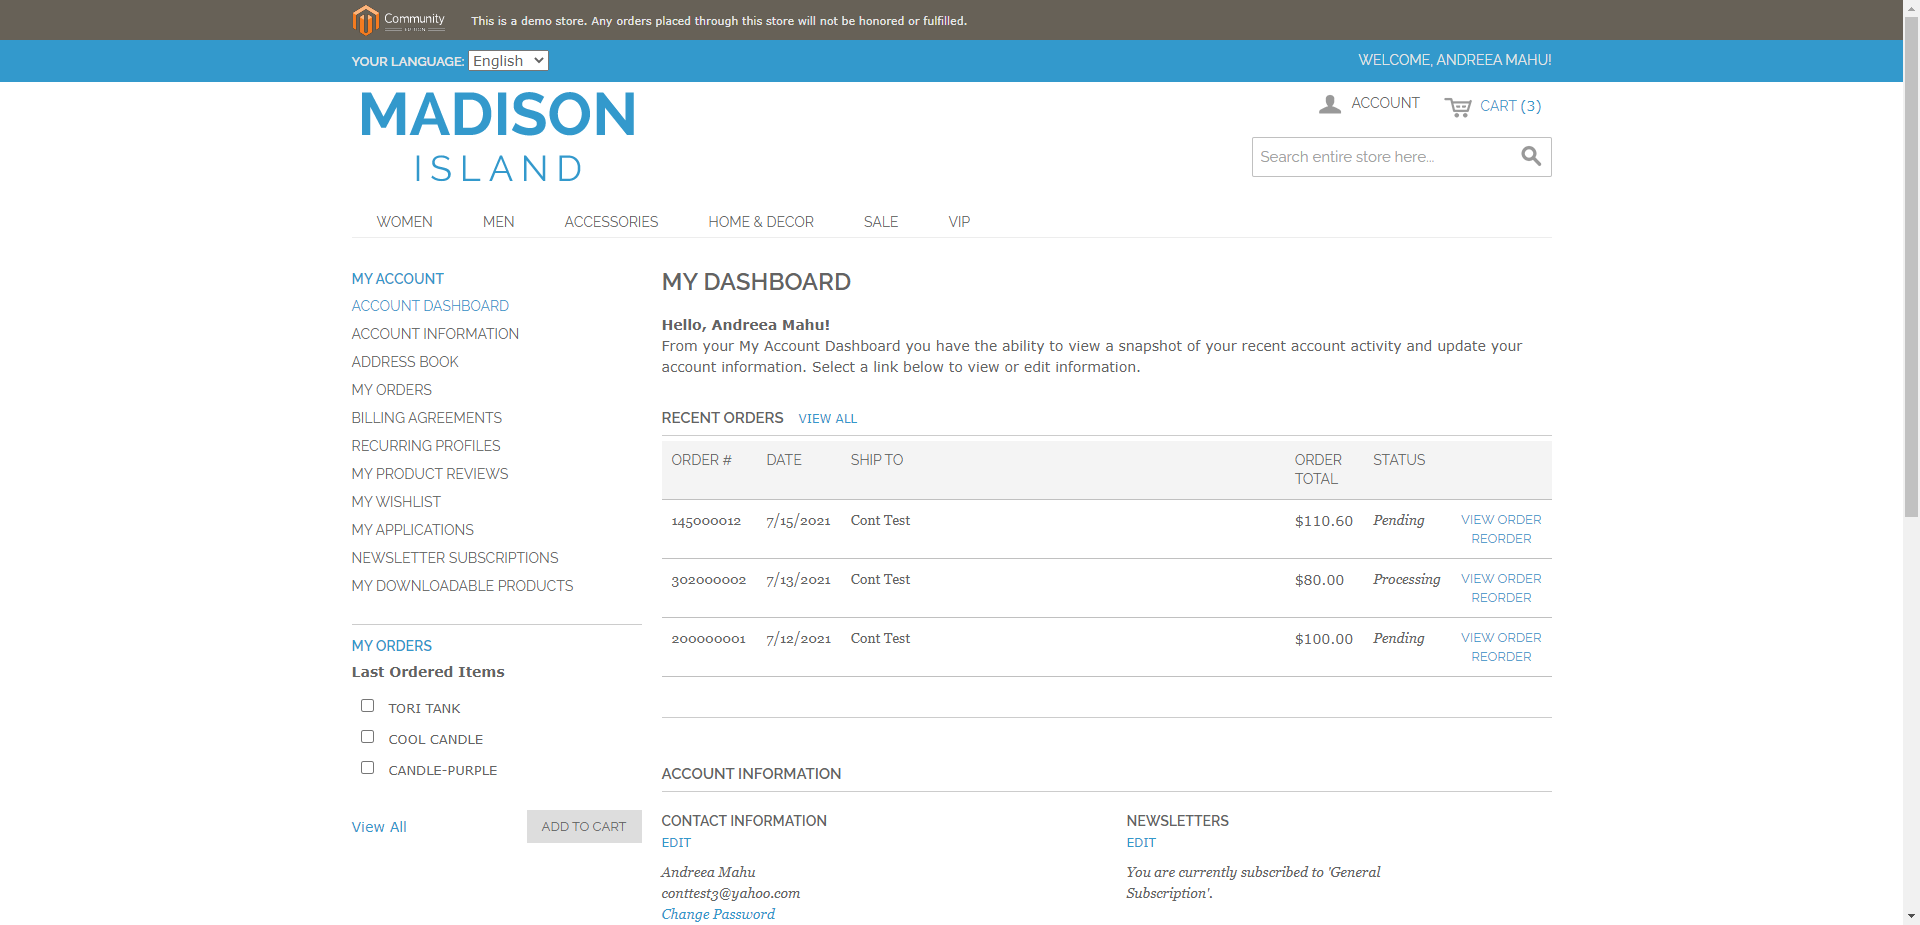 Community
This is a demo store. Any orders placed through this store will not be honored or fulfilled.
YOUR LANGUAGE: English
WELCOME, ANDREEA MAHU!
MADISON
ISLAND
ACCOUNT
CART (3)
Search entire store here...
WOMEN MEN ACCESSORIES HOME & DECOR SALE VIP
MY ACCOUNT
ACCOUNT DASHBOARD
ACCOUNT INFORMATION
ADDRESS BOOK
MY ORDERS
BILLING AGREEMENTS
RECURRING PROFILES
MY PRODUCT REVIEWS
MY WISHLIST
MY APPLICATIONS
NEWSLETTER SUBSCRIPTIONS
MY DOWNLOADABLE PRODUCTS
MY ORDERS
Last Ordered Items
TORI TANK
COOL CANDLE
CANDLE-PURPLE
View All
ADD TO CART
MY DASHBOARD
Hello, Andreea Mahu!
From your My Account Dashboard you have the ability to view a snapshot of your recent account activity and update your
account information. Select a link below to view or edit information.
RECENT ORDERS VIEW ALL
ORDER # DATE SHIP TO ORDER TOTAL STATUS
145000012 7/15/2021 Cont Test $110.60 Pending VIEW ORDER
REORDER
302000002 7/13/2021 Cont Test $80.00 Processing VIEW ORDER
REORDER
200000001 7/12/2021 Cont Test $100.00 Pending VIEW ORDER
REORDER
ACCOUNT INFORMATION
CONTACT INFORMATION
EDIT
Andreea Mahu
conttest3@yahoo.com
Change Password
NEWSLETTERS
EDIT
You are currently subscribed to 'General
Subscription'.